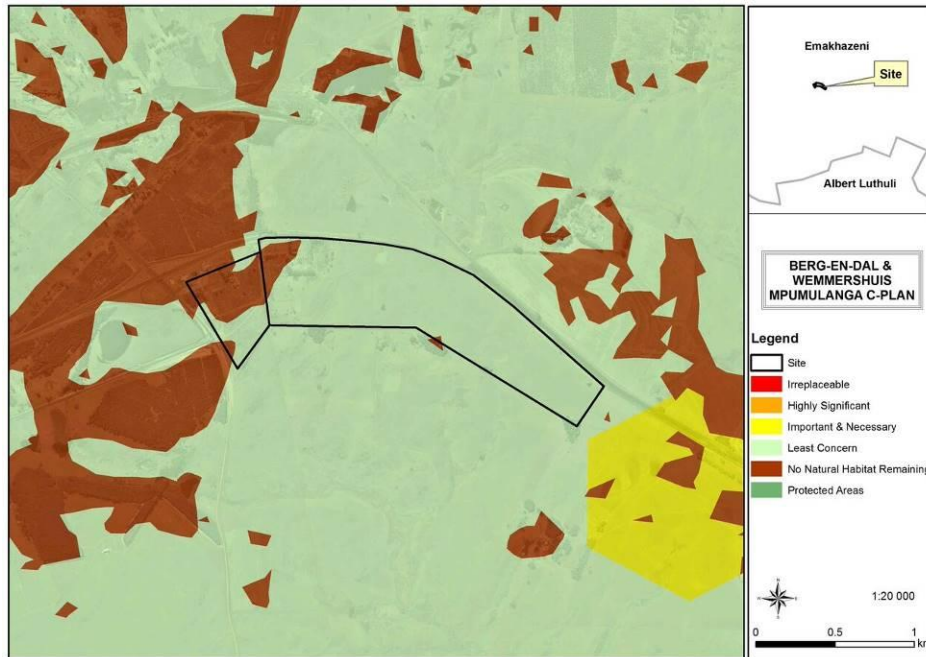 Emakhazeni
Site
Albert Luthuli
BERG-EN-DAL &
WEMMERSHUIS
MPUMULANGA C-PLAN
Legend
Site
Irreplaceable
Highly Significant
Important & Necessary
Least Concern
No Natural Habitat Remaining
Protected Areas
N
1:20 000
0 0.5 1
km